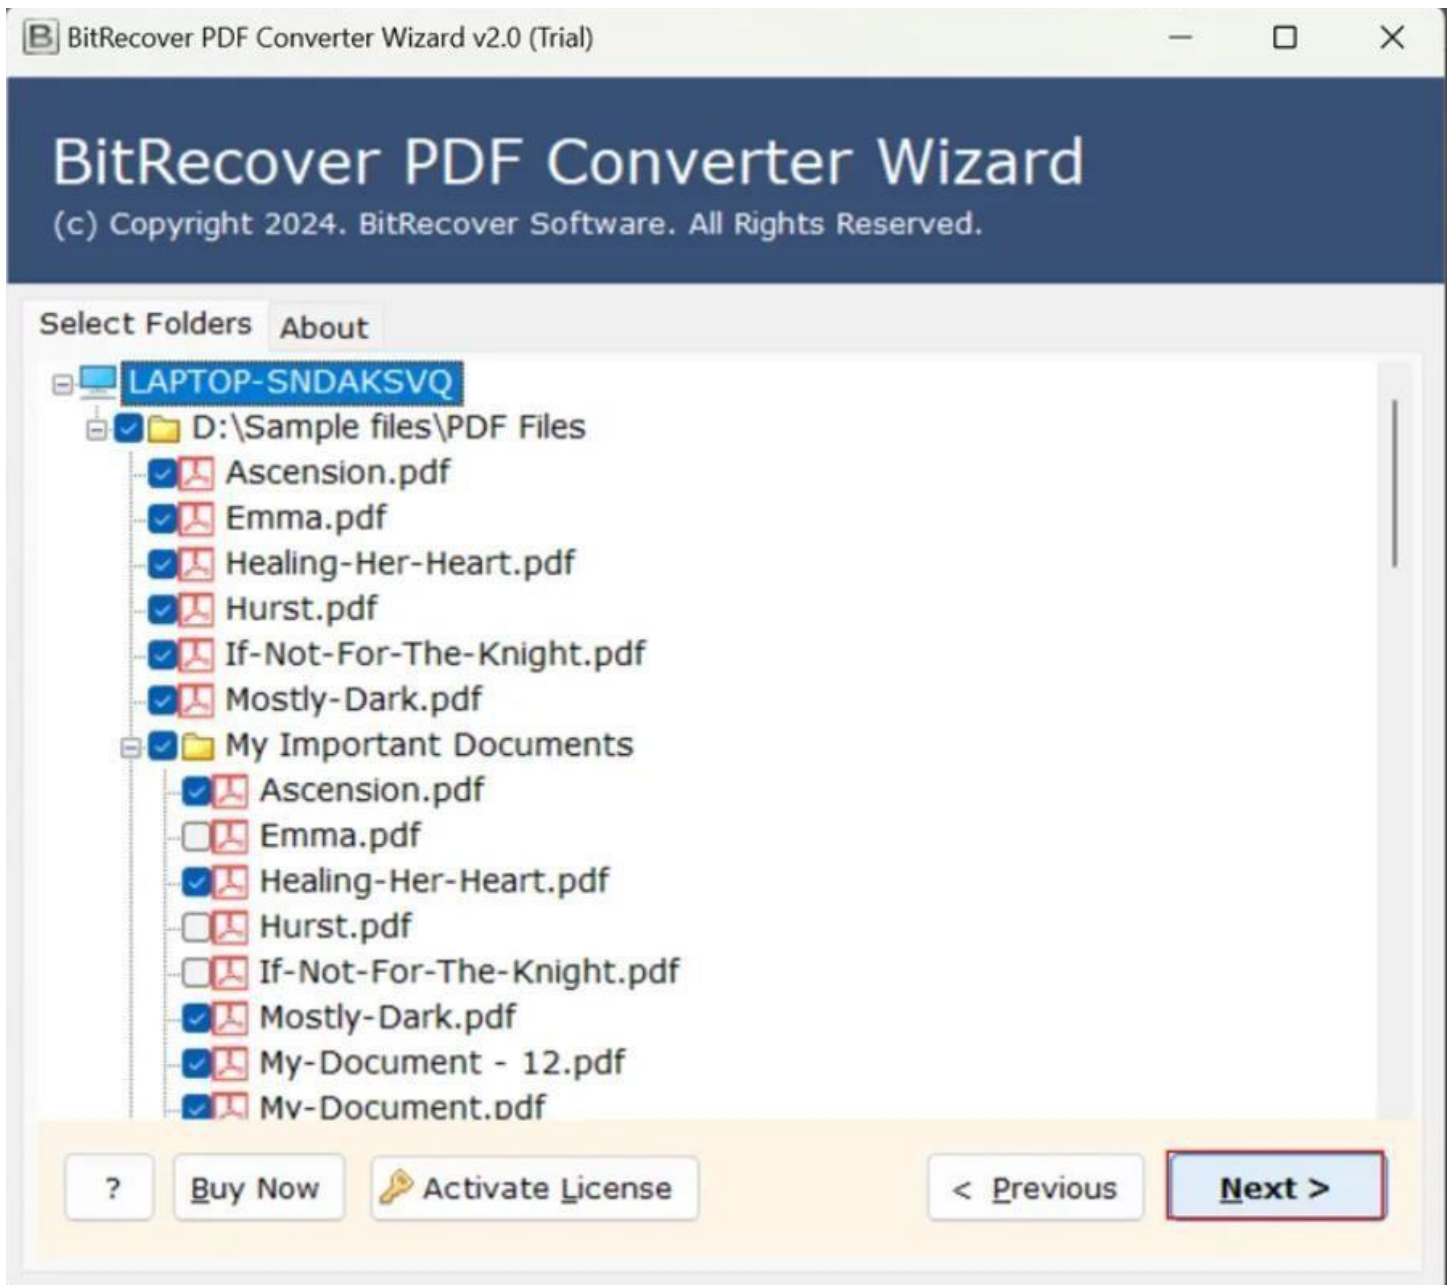 BitRecover PDF Converter Wizard v2.0 (Trial)
BitRecover PDF Converter Wizard
(c) Copyright 2024. BitRecover Software. All Rights Reserved.
Select Folders About
LAPTOP-SNDAKSVQ
D:\Sample files\PDF Files
Ascension.pdf
Emma.pdf
Healing-Her-Heart.pdf
Hurst.pdf
If-Not-For-The-Knight.pdf
Mostly-Dark.pdf
My Important Documents
Ascension.pdf
Emma.pdf
Healing-Her-Heart.pdf
Hurst.pdf
If-Not-For-The-Knight.pdf
Mostly-Dark.pdf
My-Document - 12.pdf
My-Document.pdf
? Buy Now Activate License < Previous Next >